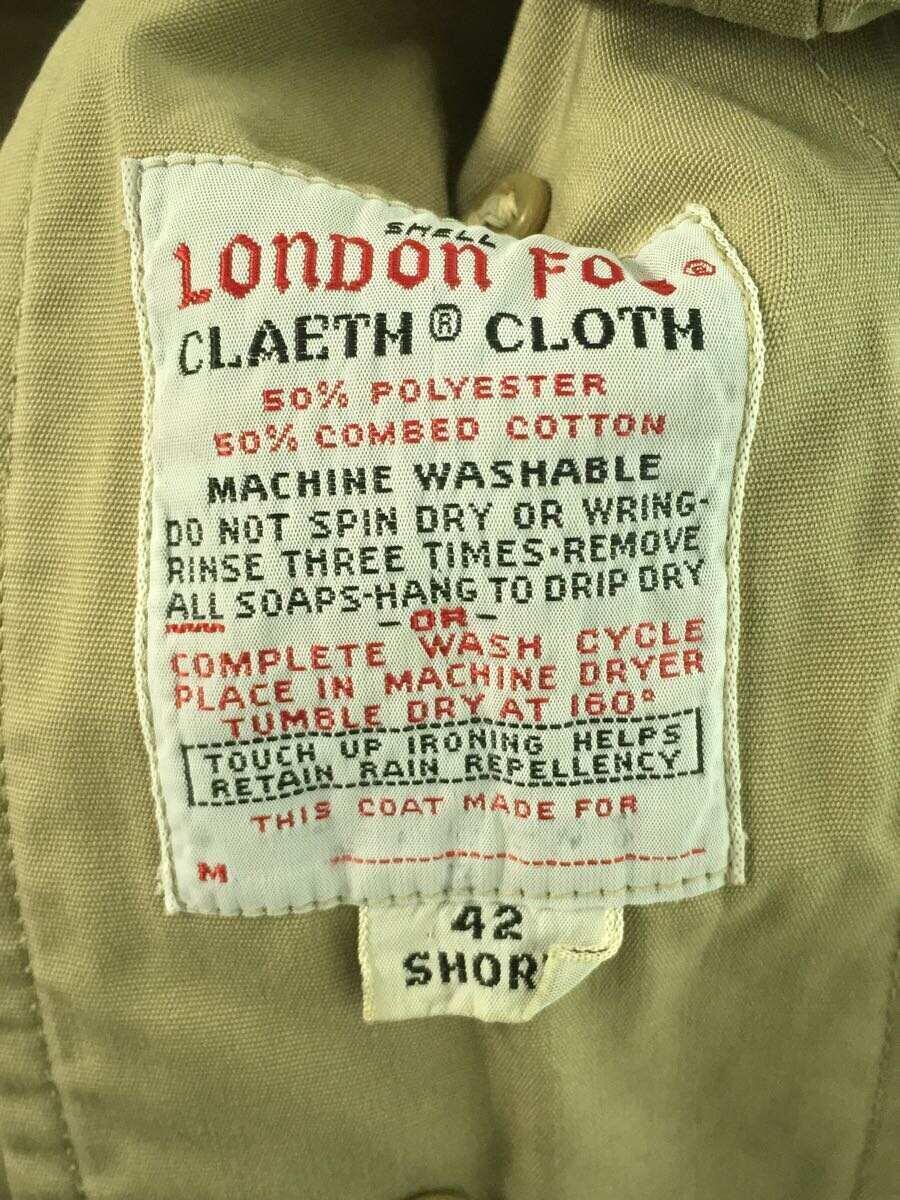 SHELL
LONDON FOG ®
CLAETH ® CLOTH
50% POLYESTER
50% COMBED COTTON
MACHINE WASHABLE
DO NOT SPIN DRY OR WRING-
RINSE THREE TIMES·REMOVE
ALL SOAPS-HANG TO DRIP DRY
-OR-
COMPLETE WASH CYCLE
PLACE IN MACHINE DRYER
TUMBLE DRY AT 160°
TOUCH UP IRONING HELPS
RETAIN RAIN REPELLENCY
THIS COAT MADE FOR
M
42
SHORT